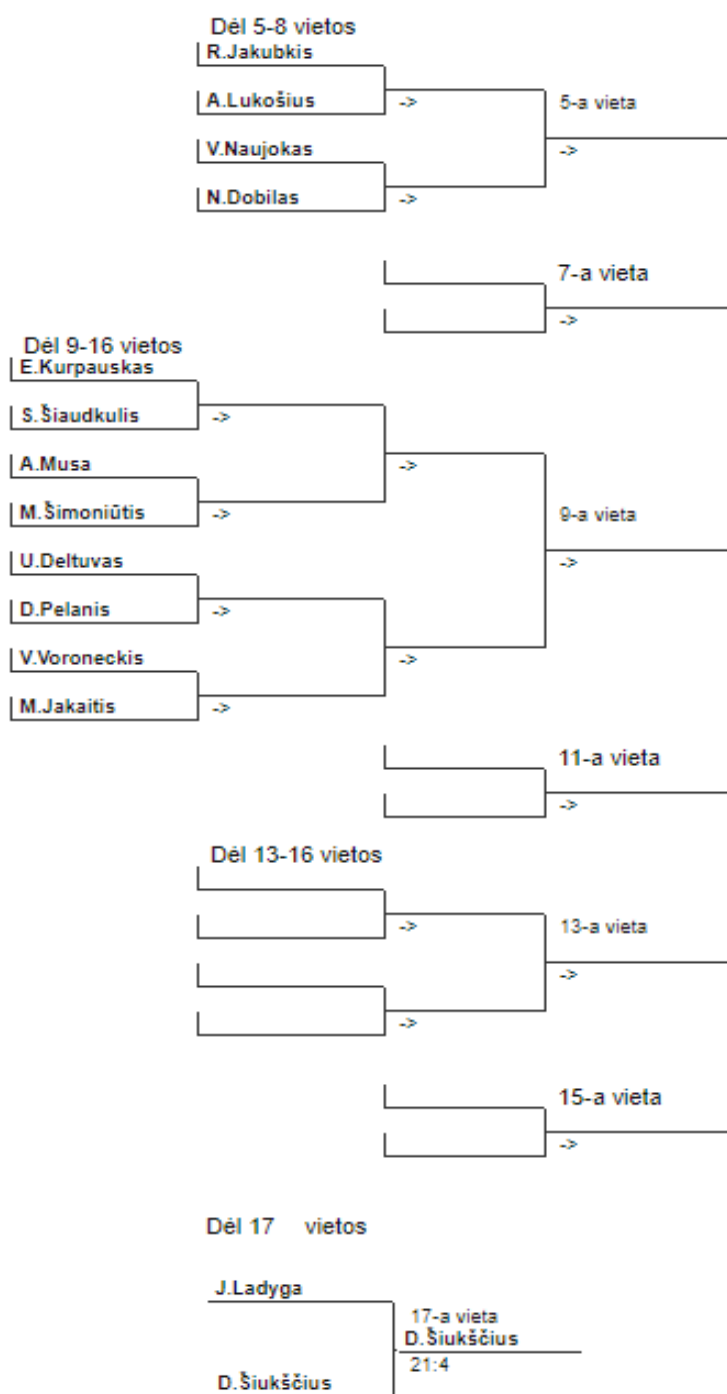 Dėl 5-8 vietos
R.Jakubkis
A.Lukošius
->
5-a vieta
V.Naujokas
->
N.Dobilas
->
7-a vieta
->
Dėl 9-16 vietos
E.Kurpauskas
S.Šiaudkulis
->
A.Musa
->
M.Šimoniūtis
->
9-a vieta
U.Deltuvas
->
D.Pelanis
->
V.Voroneckis
->
M.Jakaitis
->
11-a vieta
->
Dėl 13-16 vietos
->
13-a vieta
->
->
15-a vieta
->
Dėl 17 vietos
J.Ladyga
17-a vieta
D.Šiukščius
21:4
D.Šiukščius